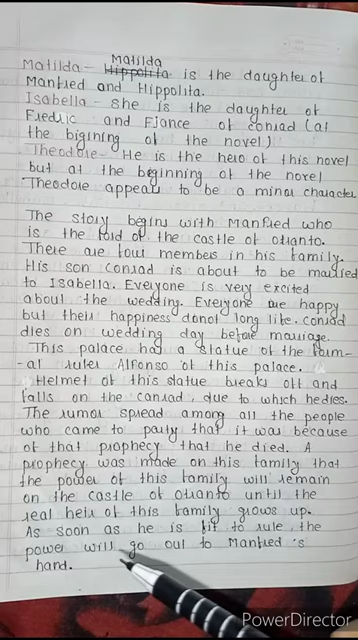 Matilda
Matilda - Hippolita is the daughter of
Manfred and Hippolita.
Isabella - She is the daughter of
Fredric and Fiance of conrad (at
the bigining of the novel)
Theodore - He is the hero of this novel
but at the beginning of the novel
Theodore appears to be a minor character
The story begins with Manfred who
is the lord of the castle of otranto.
There are four members in his family.
His son Conrad is about to be married
to Isabella. Everyone is very excited
about the wedding. Everyone are happy
but their happiness donot long life. conrad
dies on wedding day before marriage.
This palace has a statue of the form-
-al ruler Alfonso of this palace.
Helmet of this statue breaks off and
falls on the conrad, due to which he dies.
The rumor spread among all the people
who came to party that it was because
of that prophecy that he died. A
prophecy was made on this family that
the power of this family will remain
on the castle of otranto until the
real heir of this family grows up.
As soon as he is fit to rule, the
power will go out to Manfred's
hand.
PowerDirector